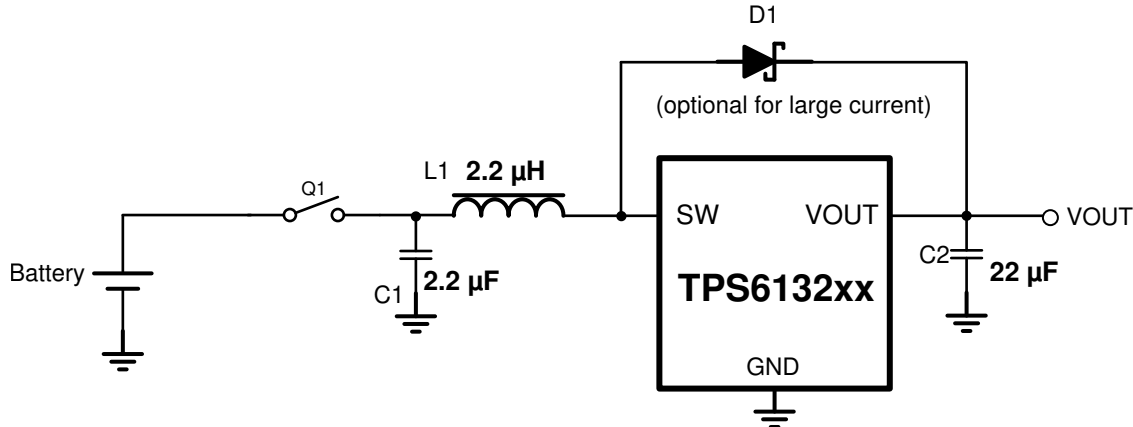 D1
(optional for large current)
L1 2.2 µH
Q1
SW VOUT
VOUT
Battery
C1 2.2 µF
TPS6132xx
C2 22 µF
GND